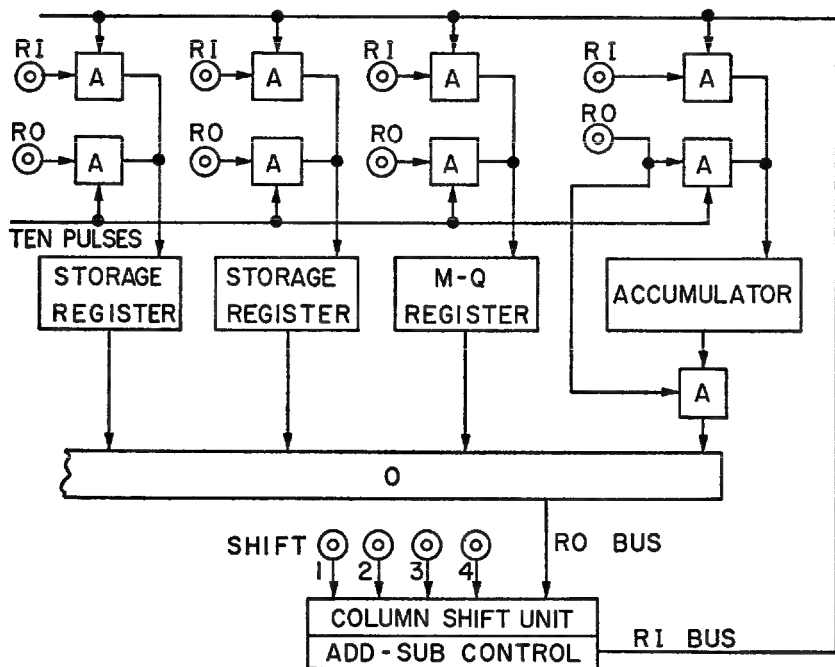 RI RI RI RI
A A A A
RO RO RO RO
A A A A
TEN PULSES
STORAGE REGISTER
STORAGE REGISTER
M-Q REGISTER
ACCUMULATOR
A
O
SHIFT
1 2 3 4
RO BUS
COLUMN SHIFT UNIT
ADD-SUB CONTROL
RI BUS